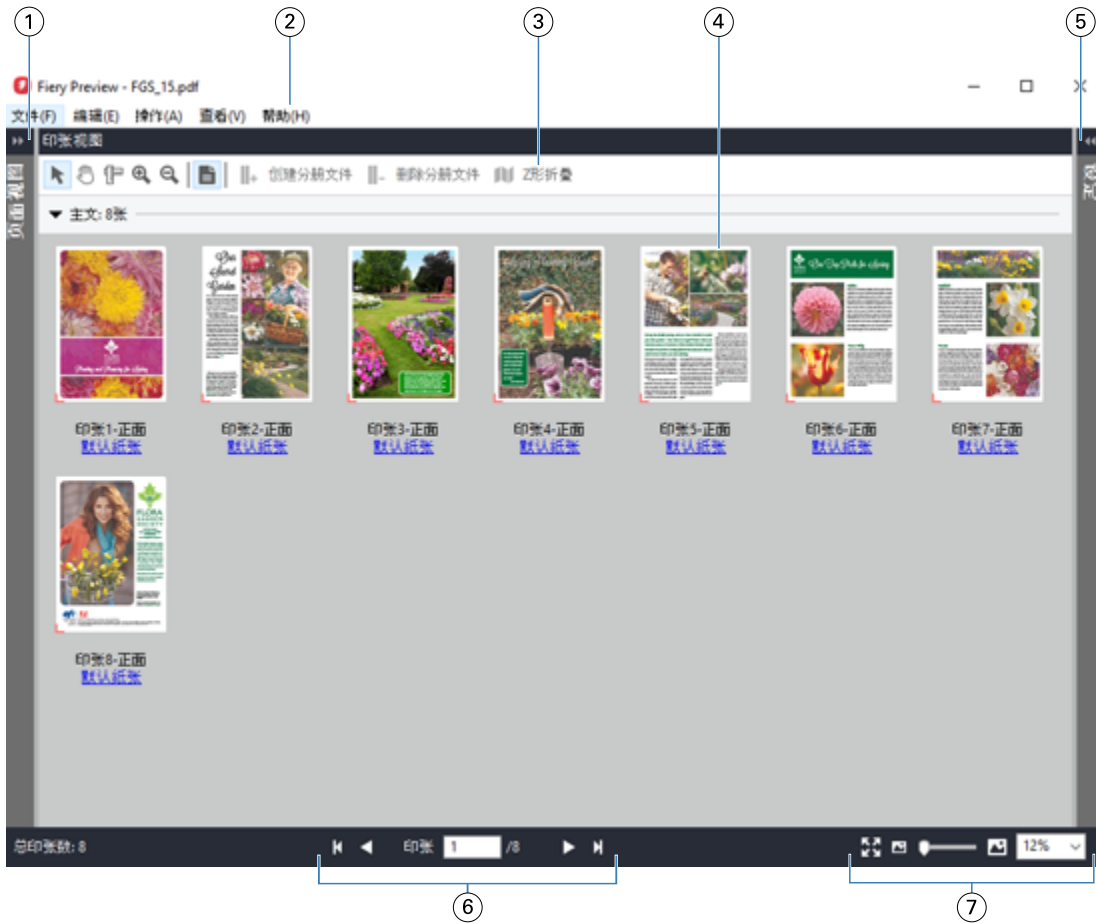 1 2 3 4 5
Fiery Preview - FGS_15.pdf
文件(F) 编辑(E) 操作(A) 查看(V) 帮助(H)
印张视图
页面视图
设定
创建分册文件 删除分册文件 Z形折叠
主文: 8张
印张1-正面 印张2-正面 印张3-正面 印张4-正面 印张5-正面 印张6-正面 印张7-正面
默认纸张 默认纸张 默认纸张 默认纸张 默认纸张 默认纸张 默认纸张
FLORA
印张8-正面
默认纸张
总印张数: 8 印张 1 /8 12%
6 7